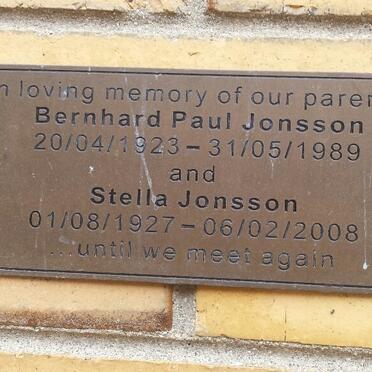 n loving memory of our paren
Bernhard Paul Jonsson
20/04/1923 – 31/05/1989
and
Stella Jonsson
01/08/1927 – 06/02/2008
...until we meet again